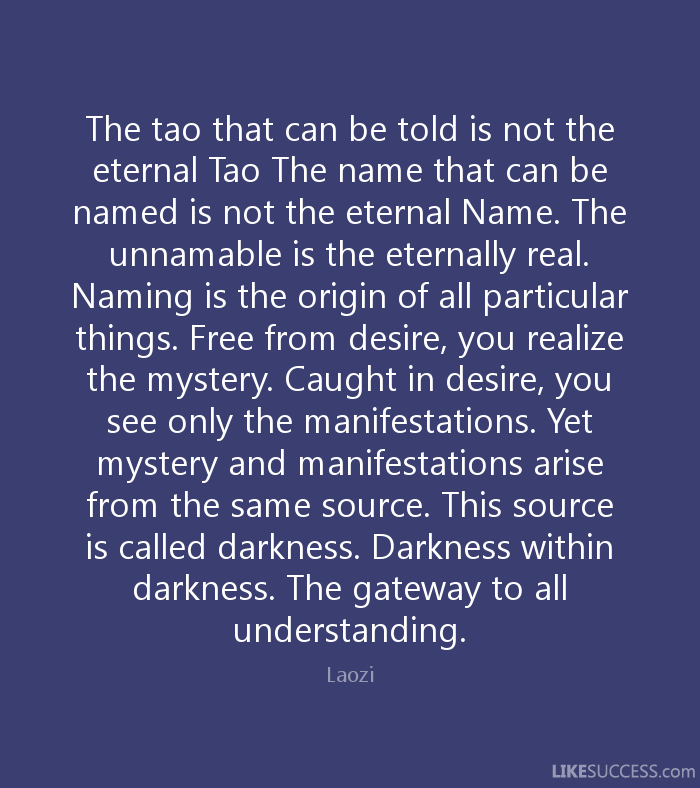 The tao that can be told is not the
eternal Tao The name that can be
named is not the eternal Name. The
unnamable is the eternally real.
Naming is the origin of all particular
things. Free from desire, you realize
the mystery. Caught in desire, you
see only the manifestations. Yet
mystery and manifestations arise
from the same source. This source
is called darkness. Darkness within
darkness. The gateway to all
understanding.
Laozi
LIKESUCCESS.com